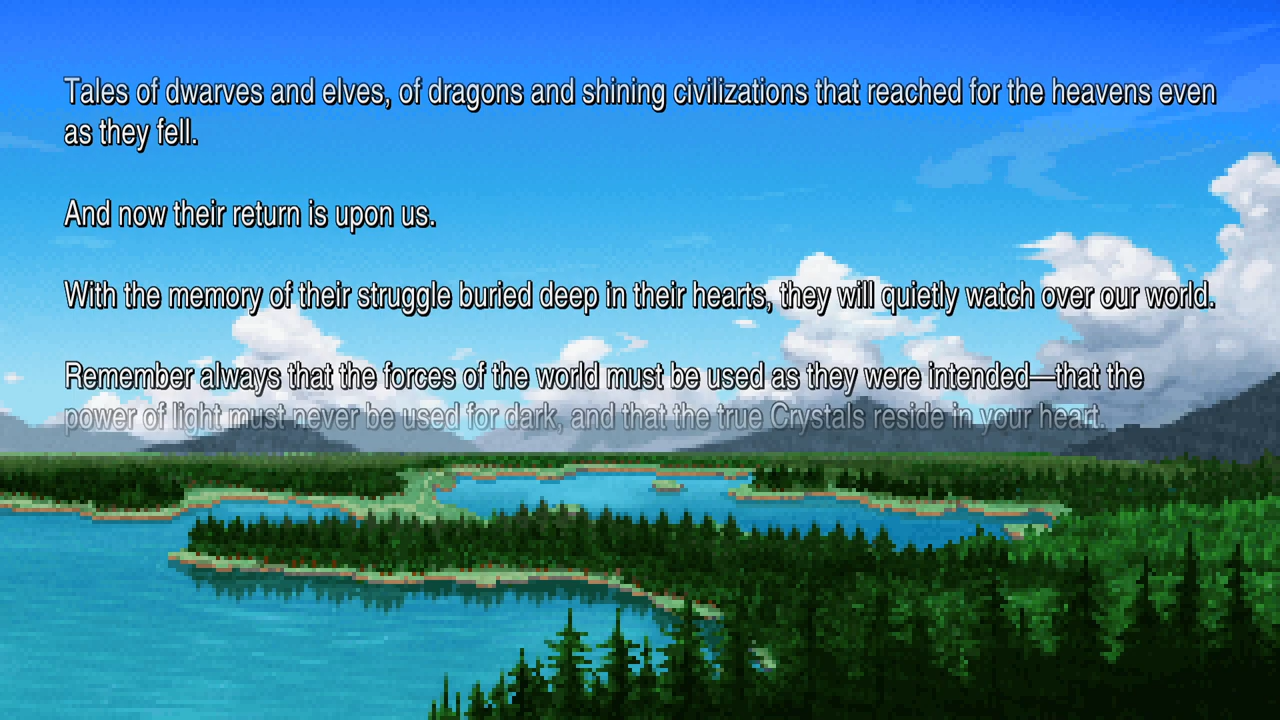 Tales of dwarves and elves, of dragons and shining civilizations that reached for the heavens even
as they fell.
And now their return is upon us.
With the memory of their struggle buried deep in their hearts, they will quietly watch over our world.
Remember always that the forces of the world must be used as they were intended—that the
power of light must never be used for dark, and that the true Crystals reside in your heart.